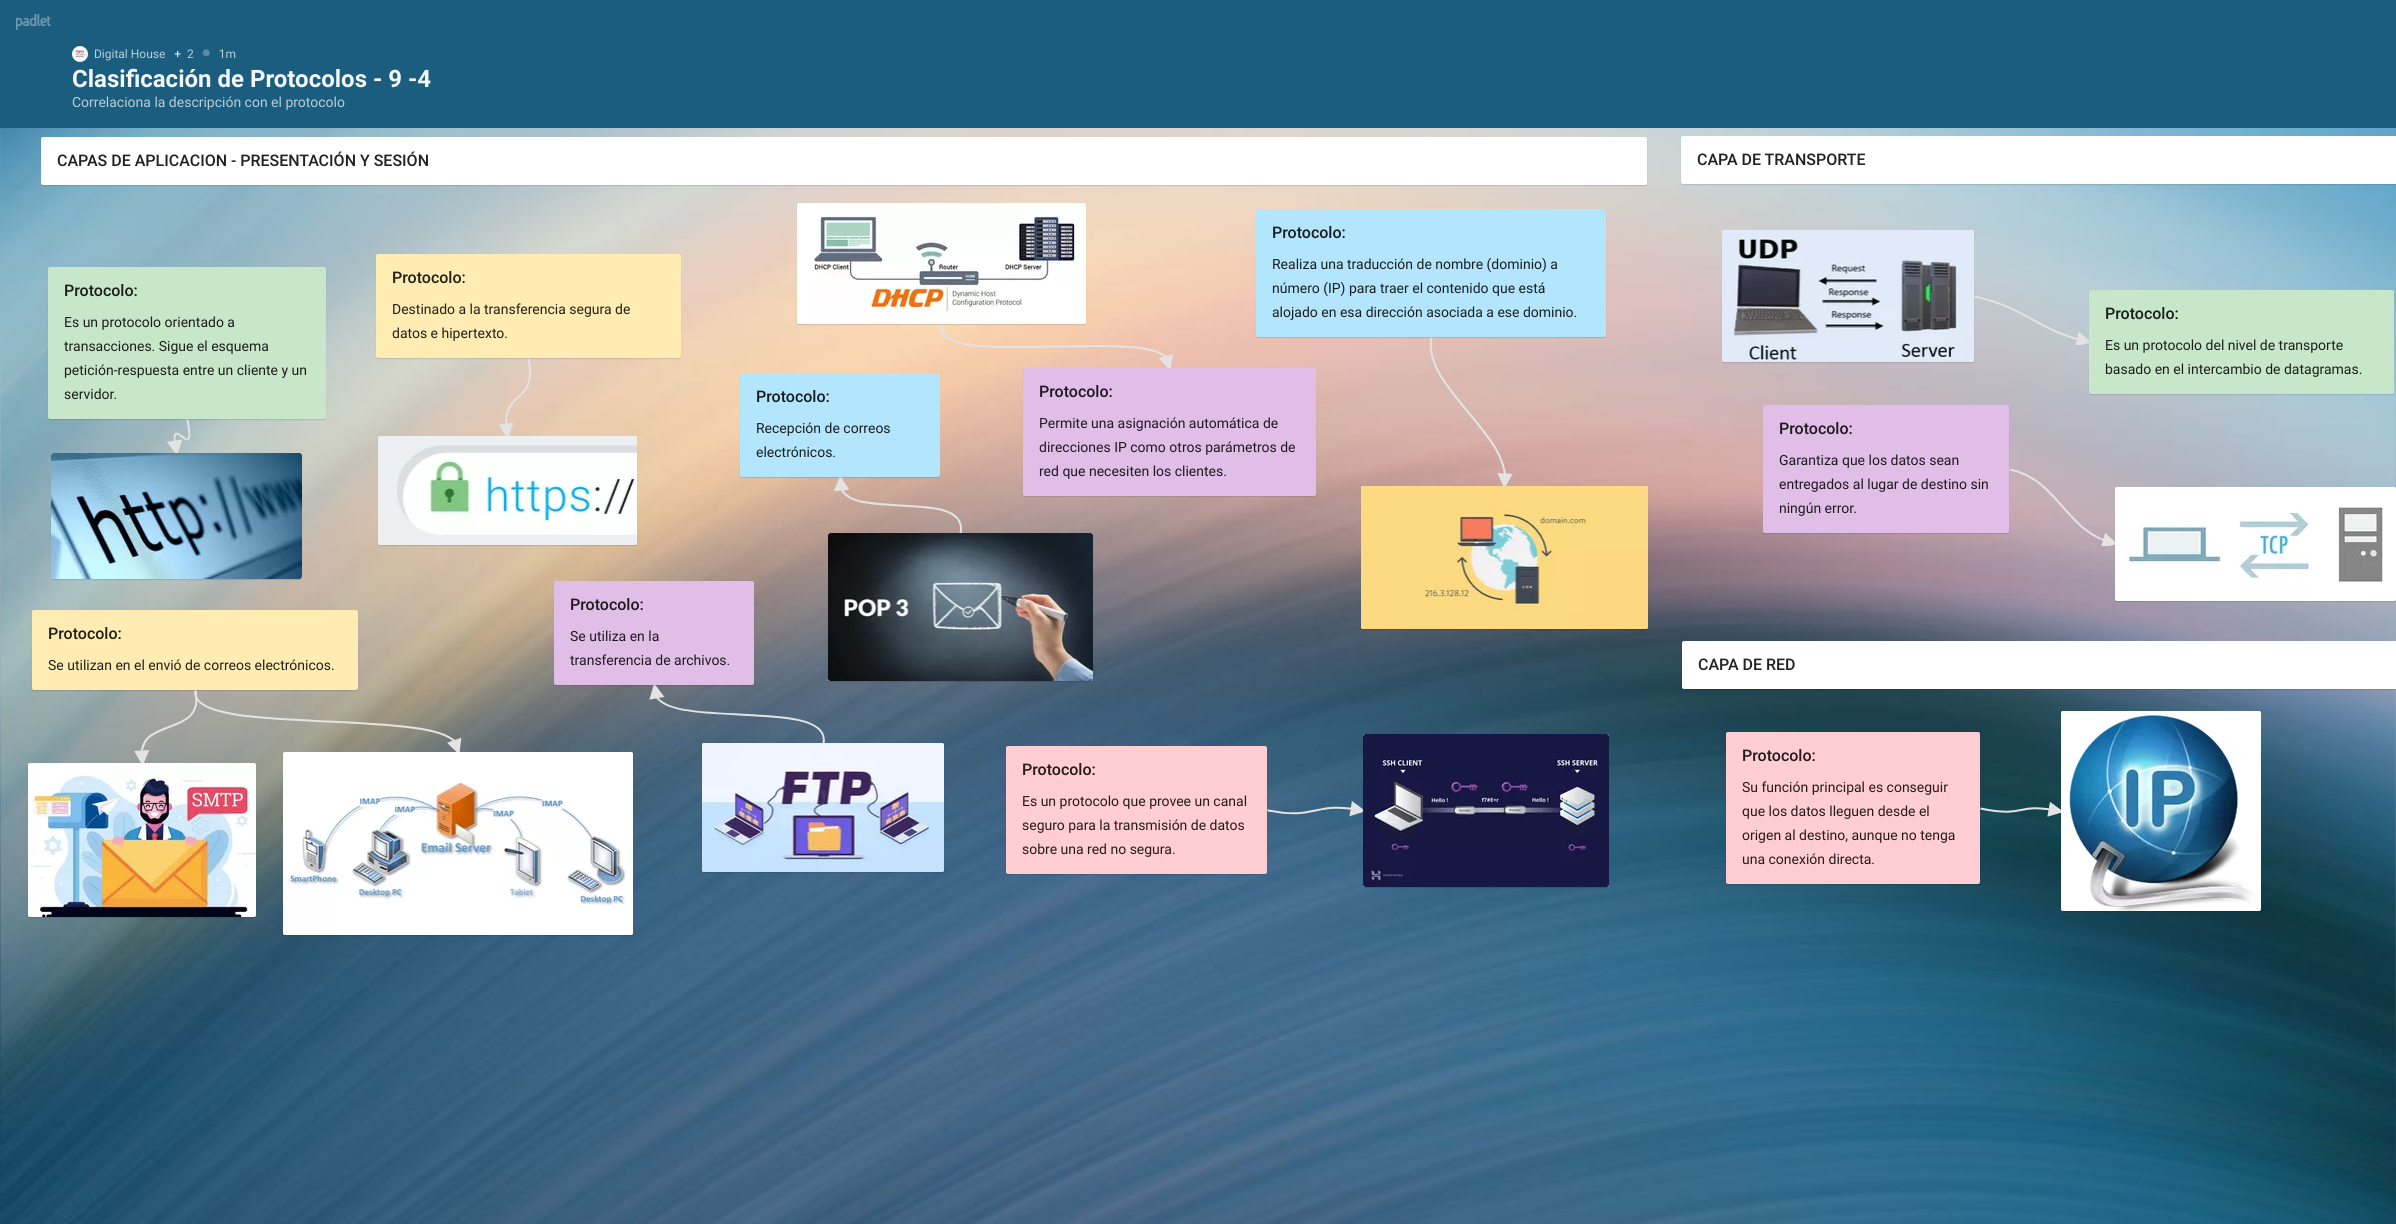 padlet
Digital House + 2 1m
Clasificación de Protocolos - 9 -4
Correlaciona la descripción con el protocolo
CAPAS DE APLICACION - PRESENTACIÓN Y SESIÓN
Protocolo:
Es un protocolo orientado a
transacciones. Sigue el esquema
petición-respuesta entre un cliente y un
servidor.
http://www
Protocolo:
Destinado a la transferencia segura de
datos e hipertexto.
https://
DHCP Client
Router
DHCP Server
DHCP
Dynamic Host
Configuration Protocol
Protocolo:
Recepción de correos
electrónicos.
Protocolo:
Permite una asignación automática de
direcciones IP como otros parámetros de
red que necesiten los clientes.
POP 3
Protocolo:
Realiza una traducción de nombre (dominio) a
número (IP) para traer el contenido que está
alojado en esa dirección asociada a ese dominio.
domain.com
216.3.128.12
Protocolo:
Se utilizan en el envió de correos electrónicos.
SMTP
IMAP
IMAP
IMAP
IMAP
Email Server
SmartPhone
Desktop PC
Tablet
Desktop PC
Protocolo:
Se utiliza en la
transferencia de archivos.
FTP
Protocolo:
Es un protocolo que provee un canal
seguro para la transmisión de datos
sobre una red no segura.
SSH CLIENT
SSH SERVER
Hello !
Hello !
CAPA DE TRANSPORTE
UDP
Request
Response
Response
Client
Server
Protocolo:
Es un protocolo del nivel de transporte
basado en el intercambio de datagramas.
Protocolo:
Garantiza que los datos sean
entregados al lugar de destino sin
ningún error.
TCP
CAPA DE RED
Protocolo:
Su función principal es conseguir
que los datos lleguen desde el
origen al destino, aunque no tenga
una conexión directa.
IP